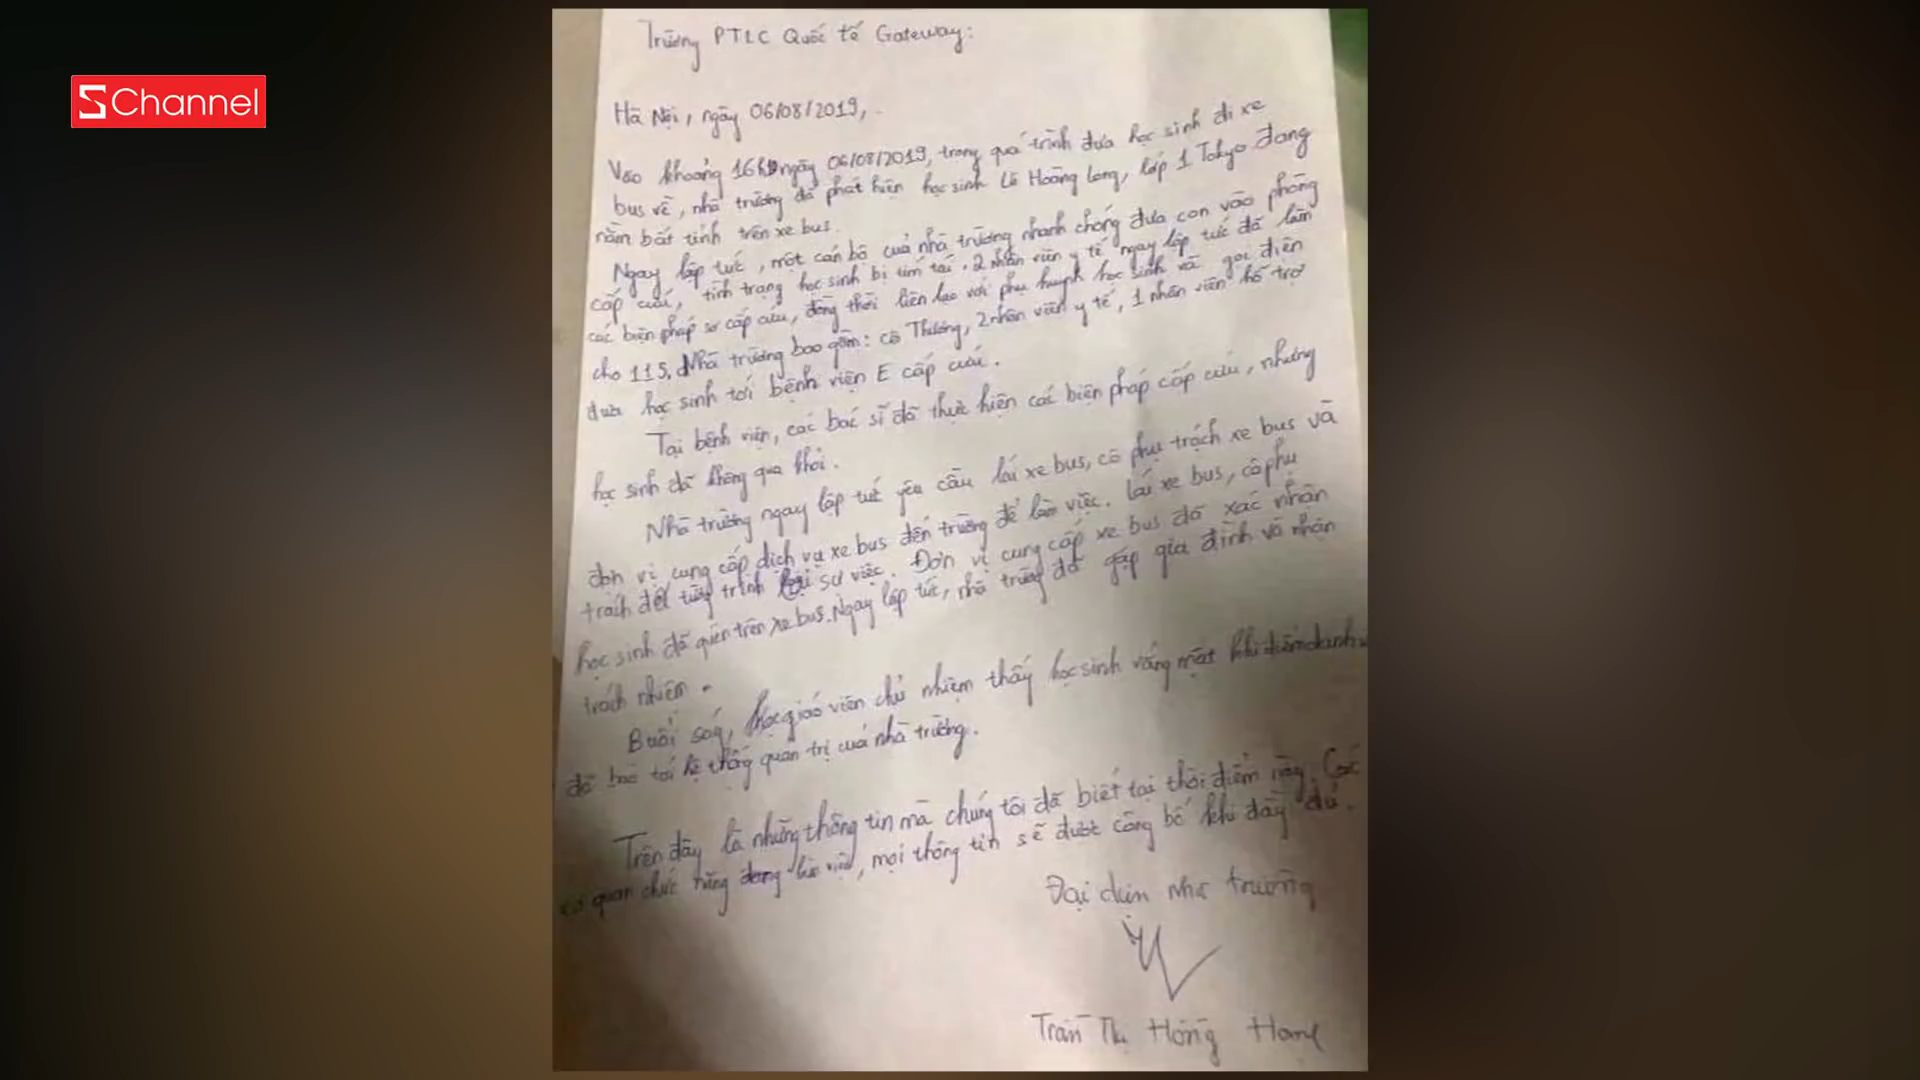 S Channel
Trường PTLC Quốc tế Gateway:
Hà Nội, ngày 06/08/2019,
Vào khoảng 16h ngày 06/08/2019, trong quá trình đưa học sinh đi xe
bus về, nhà trường đã phát hiện học sinh Lê Hoàng Long, lớp 1 Tokyo đang
nằm bất tỉnh trên xe bus.
Ngay lập tức, một cán bộ của nhà trường nhanh chóng đưa con vào phòng
cấp cứu, tình trạng học sinh bị tím tái. 2 nhân viên y tế ngay lập tức đã làm
các biện pháp sơ cấp cứu, đồng thời liên lạc với phụ huynh học sinh và gọi điện
cho 115. Nhà trường bao gồm: cô Thương, 2 nhân viên y tế, 1 nhân viên hỗ trợ
đưa học sinh tới bệnh viện E cấp cứu.
Tại bệnh viện, các bác sĩ đã thực hiện các biện pháp cấp cứu, nhưng
học sinh đã không qua khỏi.
Nhà trường ngay lập tức yêu cầu lái xe bus, cô phụ trách xe bus và
đơn vị cung cấp dịch vụ xe bus đến trường để làm việc. Lái xe bus, cô phụ
trách để tường trình lại sự việc. Đơn vị cung cấp xe bus đã xác nhận
học sinh đã quên trên xe bus. Ngay lập tức, nhà trường đã gặp gia đình và nhận
trách nhiệm.
Buổi sáng, giáo viên chủ nhiệm thấy học sinh vắng mặt khi điểm danh
đã báo tới hệ thống quản trị của nhà trường.
Trên đây là những thông tin mà chúng tôi đã biết tại thời điểm này. Các
cơ quan chức năng đang làm việc, mọi thông tin sẽ được công bố khi đầy đủ.
Đại diện nhà trường
Trần Thị Hồng Hạnh